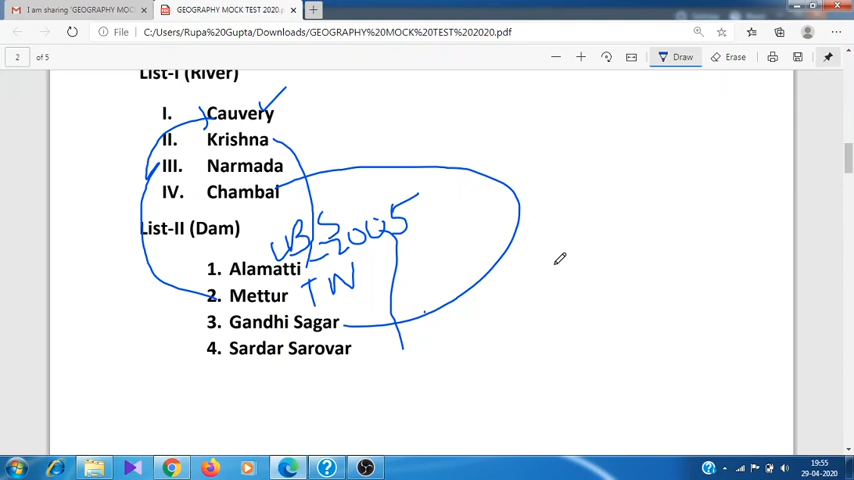 I am sharing 'GEOGRAPHY MOC
GEOGRAPHY MOCK TEST 2020.p
File
C:/Users/Rupa%20Gupta/Downloads/GEOGRAPHY%20MOCK%20TEST%202020.pdf
2
of 5
Draw
Erase
List-I (River)
I. Cauvery
II. Krishna
III. Narmada
IV. Chambal
List-II (Dam)
UBS-2005
1. Alamatti
TN
2. Mettur
3. Gandhi Sagar
4. Sardar Sarovar
19:55
29-04-2020